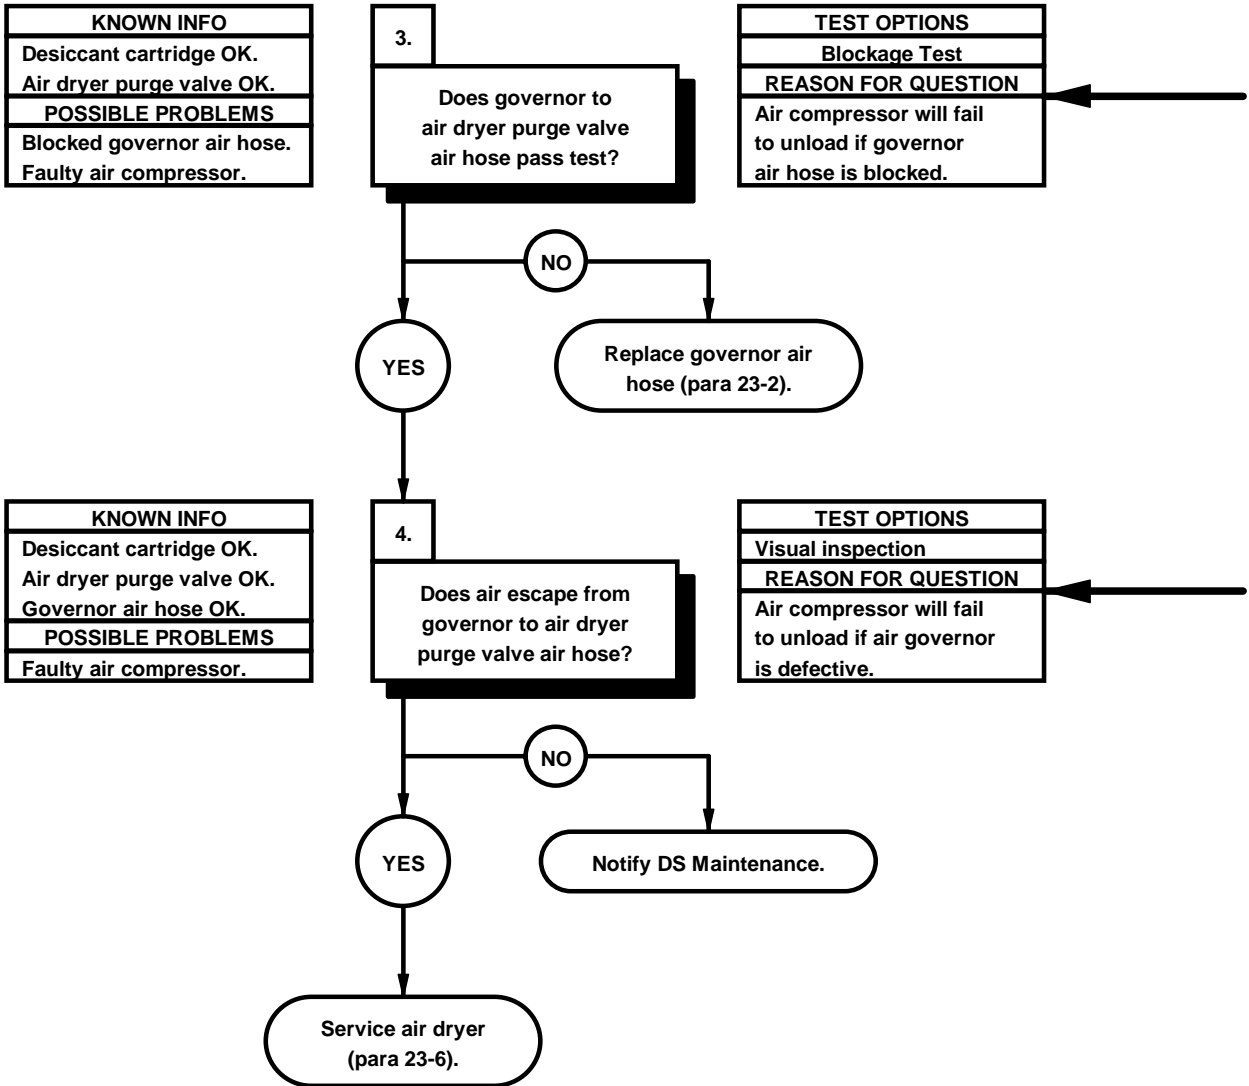 KNOWN INFO
Desiccant cartridge OK.
Air dryer purge valve OK.
POSSIBLE PROBLEMS
Blocked governor air hose.
Faulty air compressor.
3.
Does governor to
air dryer purge valve
air hose pass test?
TEST OPTIONS
Blockage Test
REASON FOR QUESTION
Air compressor will fail
to unload if governor
air hose is blocked.
NO
YES
Replace governor air
hose (para 23-2).
KNOWN INFO
Desiccant cartridge OK.
Air dryer purge valve OK.
Governor air hose OK.
POSSIBLE PROBLEMS
Faulty air compressor.
4.
Does air escape from
governor to air dryer
purge valve air hose?
TEST OPTIONS
Visual inspection
REASON FOR QUESTION
Air compressor will fail
to unload if air governor
is defective.
NO
YES
Notify DS Maintenance.
Service air dryer
(para 23-6).